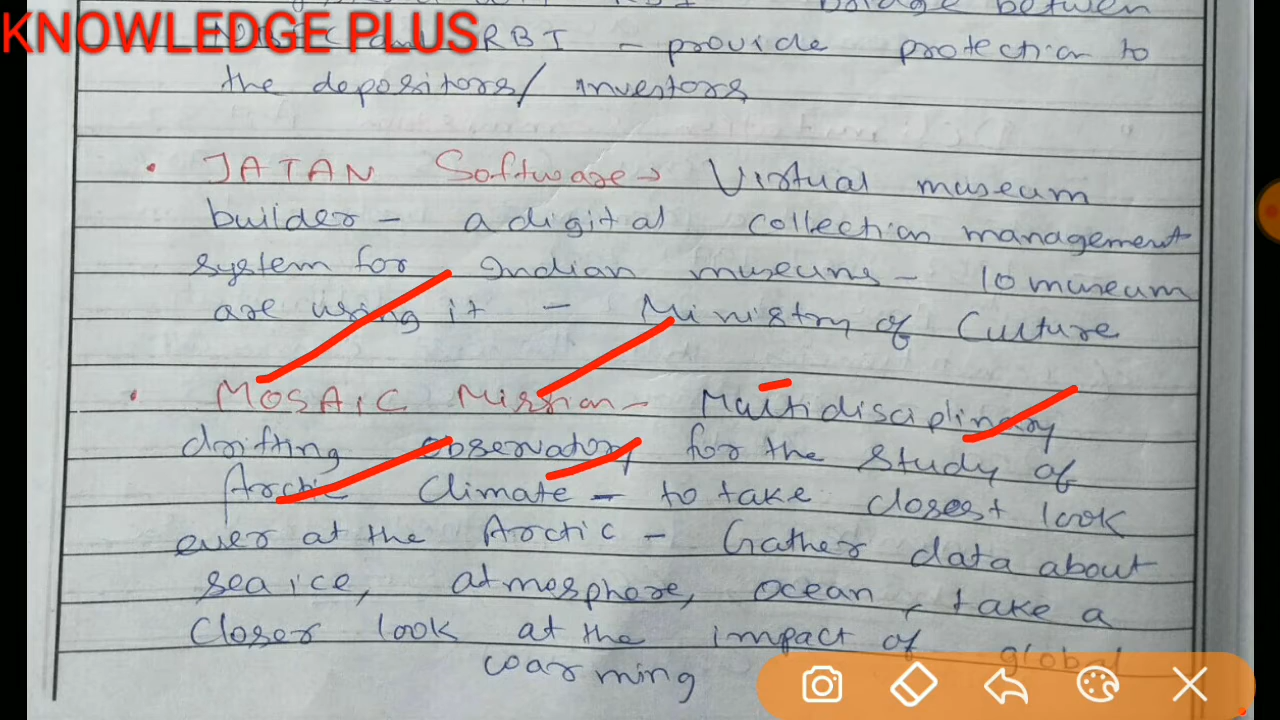 bridge between
KNOWLEDGE PLUS
and RBI - provide protection to
the depositors/ investors
• JATAN Software → Virtual museum
builder - a digital collection management
system for Indian museums - 10 museum
are using it - Ministry of Culture
• MOSAiC Mission - Multidisciplinary
drifting observatory for the study of
Arctic Climate - to take closest look
ever at the Arctic - Gather data about
sea ice, atmosphere, ocean, take a
closer look at the impact of global
warming